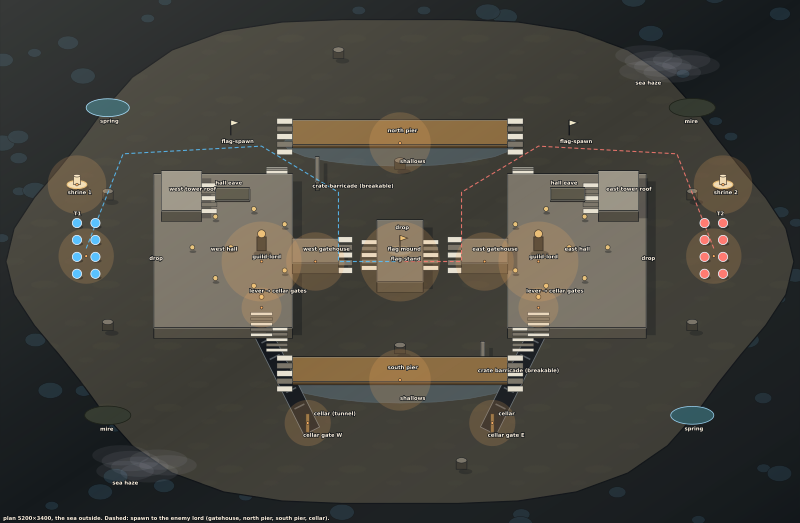 sea haze
spring
mire
north pier
flag-spawn
flag-spawn
shallows
hall eave
hall eave
west tower roof
crate barricade (breakable)
east tower roof
shrine 1
shrine 2
T1
T2
drop
west hall
west gatehouse
flag mound
east gatehouse
east hall
drop
guild lord
flag stand
guild lord
drop
lever → cellar gates
lever → cellar gates
south pier
crate barricade (breakable)
shallows
mire
cellar (tunnel)
cellar
spring
cellar gate W
cellar gate E
sea haze
plan 5200×3400, the sea outside. Dashed: spawn to the enemy lord (gatehouse, north pier, south pier, cellar).